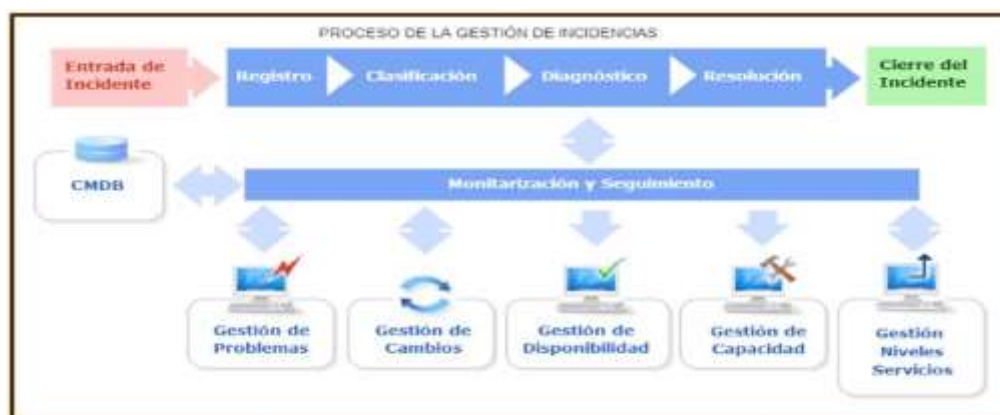 PROCESO DE LA GESTIÓN DE INCIDENCIAS
Entrada de
Incidente
Registro
Clasificación
Diagnóstico
Resolución
Cierre del
Incidente
CMDB
Monitarización y Seguimiento
Gestión de
Problemas
Gestión de
Cambios
Gestión de
Disponibilidad
Gestión de
Capacidad
Gestión
Niveles
Servicios